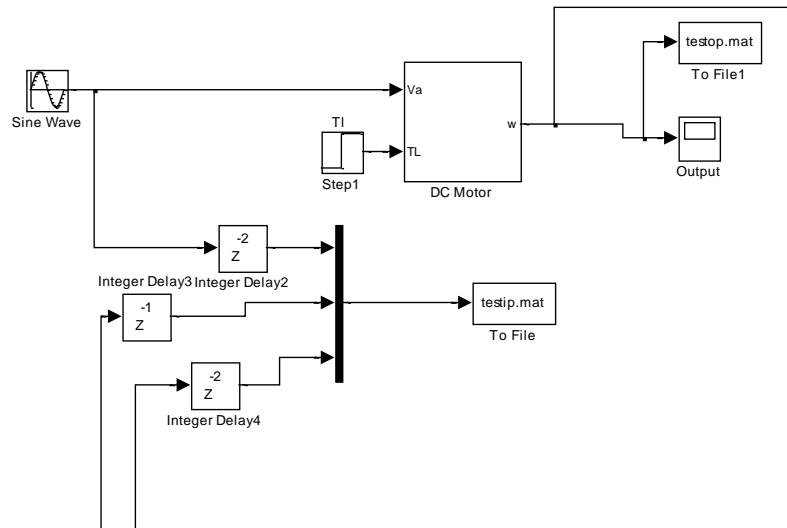 testop.mat
To File1
Sine Wave
Va
TL
w
DC Motor
TI
Step1
Output
-2
Z
Integer Delay2
Integer Delay3
-1
Z
testip.mat
To File
-2
Z
Integer Delay4